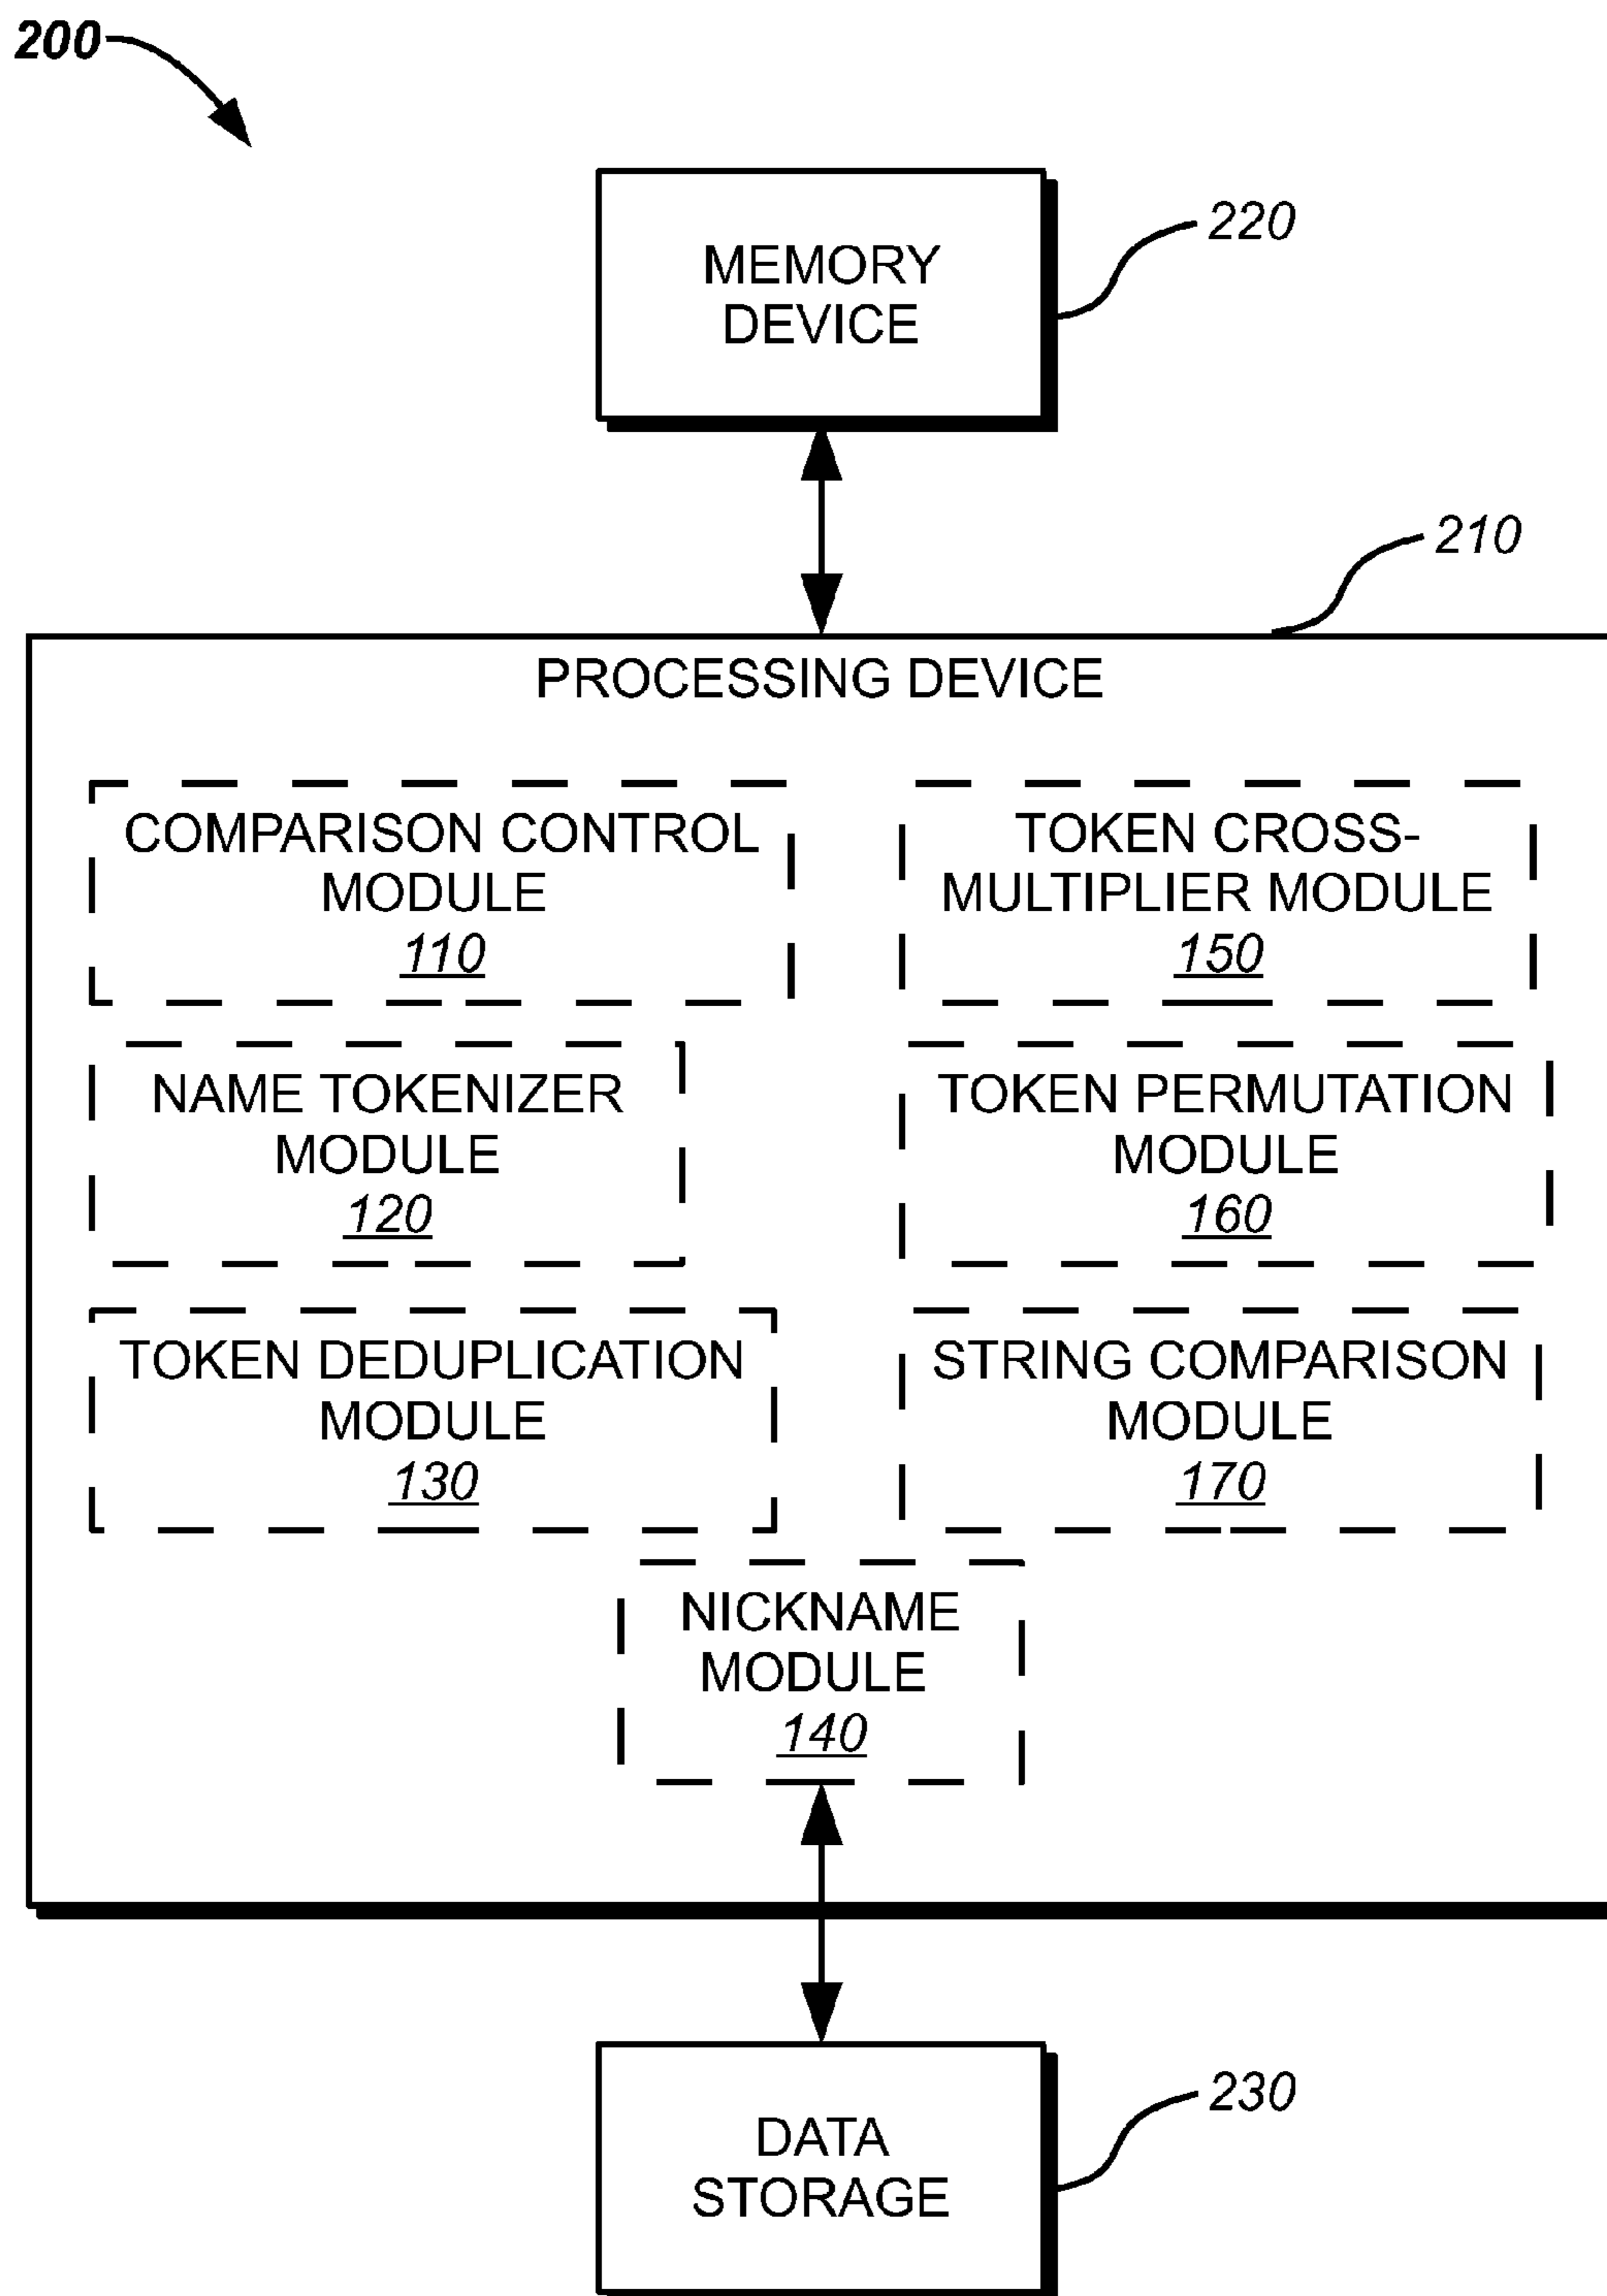 200
MEMORY
DEVICE
220
210
PROCESSING DEVICE
COMPARISON CONTROL
MODULE
110
TOKEN CROSS-
MULTIPLIER MODULE
150
NAME TOKENIZER
MODULE
120
TOKEN PERMUTATION
MODULE
160
TOKEN DEDUPLICATION
MODULE
130
STRING COMPARISON
MODULE
170
NICKNAME
MODULE
140
DATA
STORAGE
230